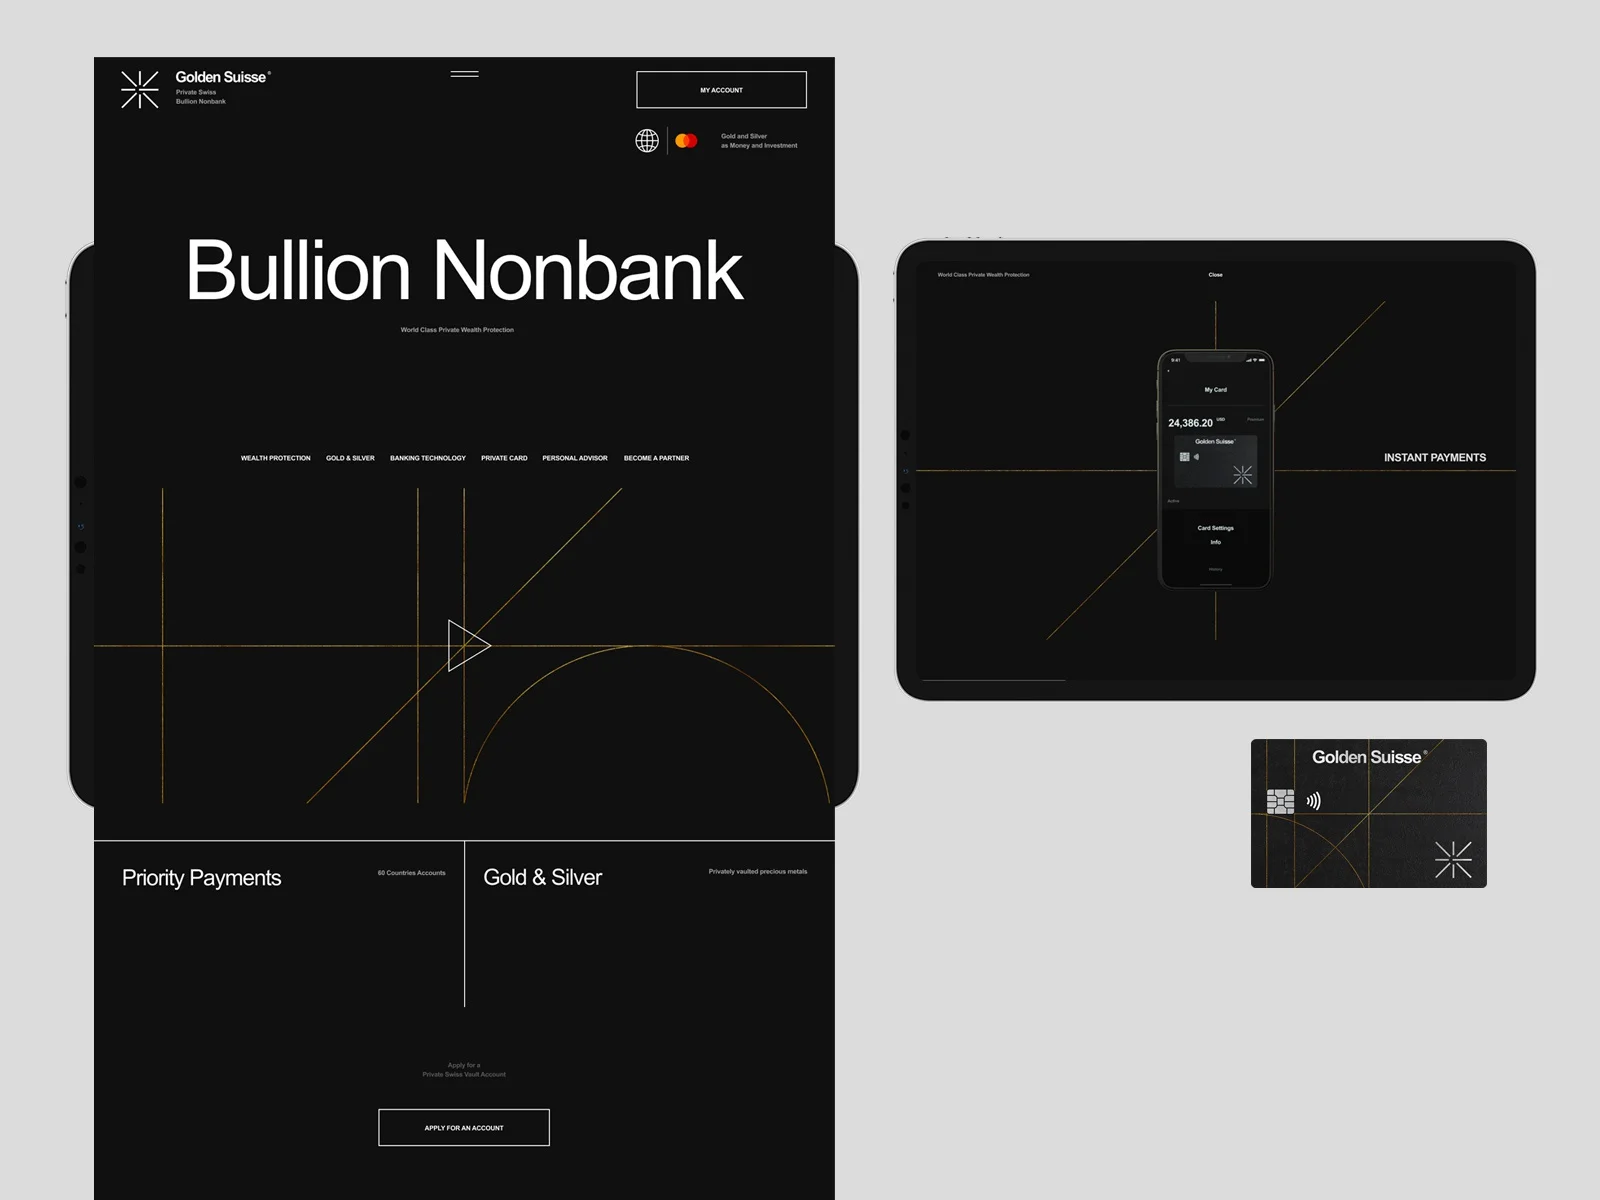 Golden Suisse®
Private Swiss
Bullion Nonbank
MY ACCOUNT
Gold and Silver
as Money and Investment
Bullion Nonbank
World Class Private Wealth Protection
WEALTH PROTECTION
GOLD & SILVER
BANKING TECHNOLOGY
PRIVATE CARD
PERSONAL ADVISOR
BECOME A PARTNER
Priority Payments
60 Countries Accounts
Gold & Silver
Privately vaulted precious metals
Apply for a
Private Swiss Vault Account
APPLY FOR AN ACCOUNT
World Class Private Wealth Protection
Close
9:41
My Card
24,386.20 USD
Premium
Golden Suisse®
Active
Card Settings
Info
History
INSTANT PAYMENTS
Golden Suisse®